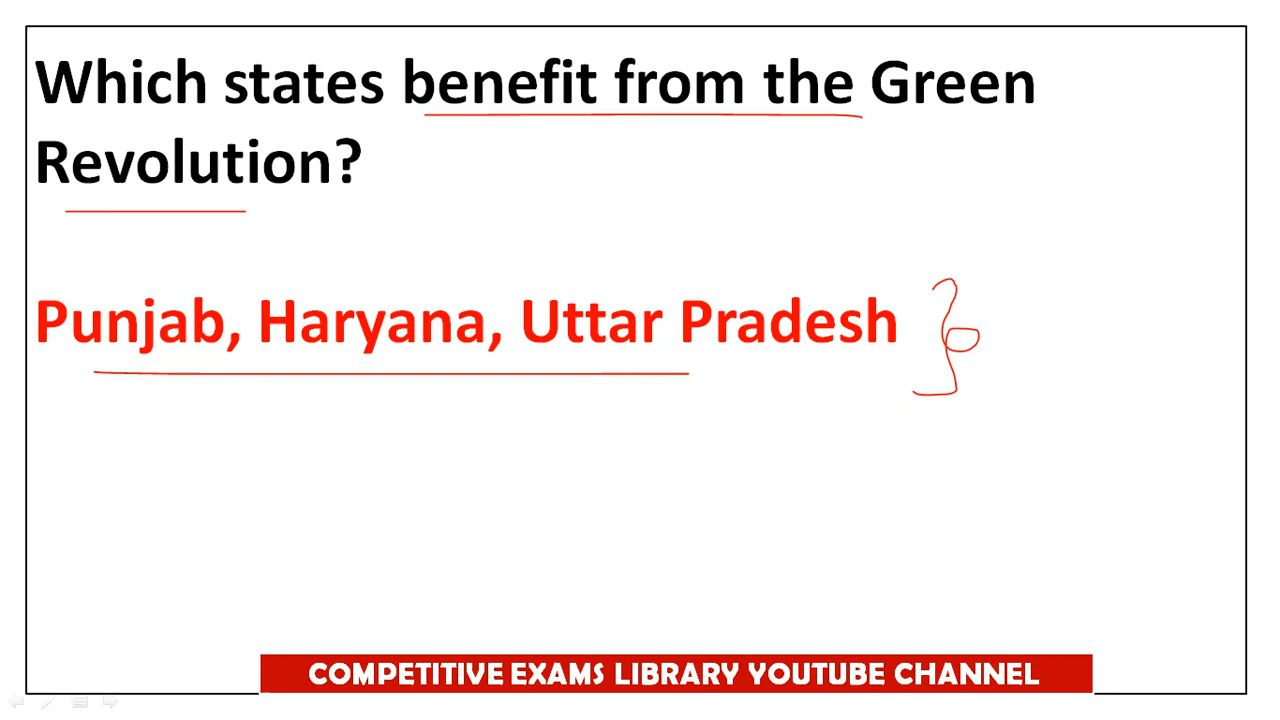 Which states benefit from the Green
Revolution?
Punjab, Haryana, Uttar Pradesh
COMPETITIVE EXAMS LIBRARY YOUTUBE CHANNEL